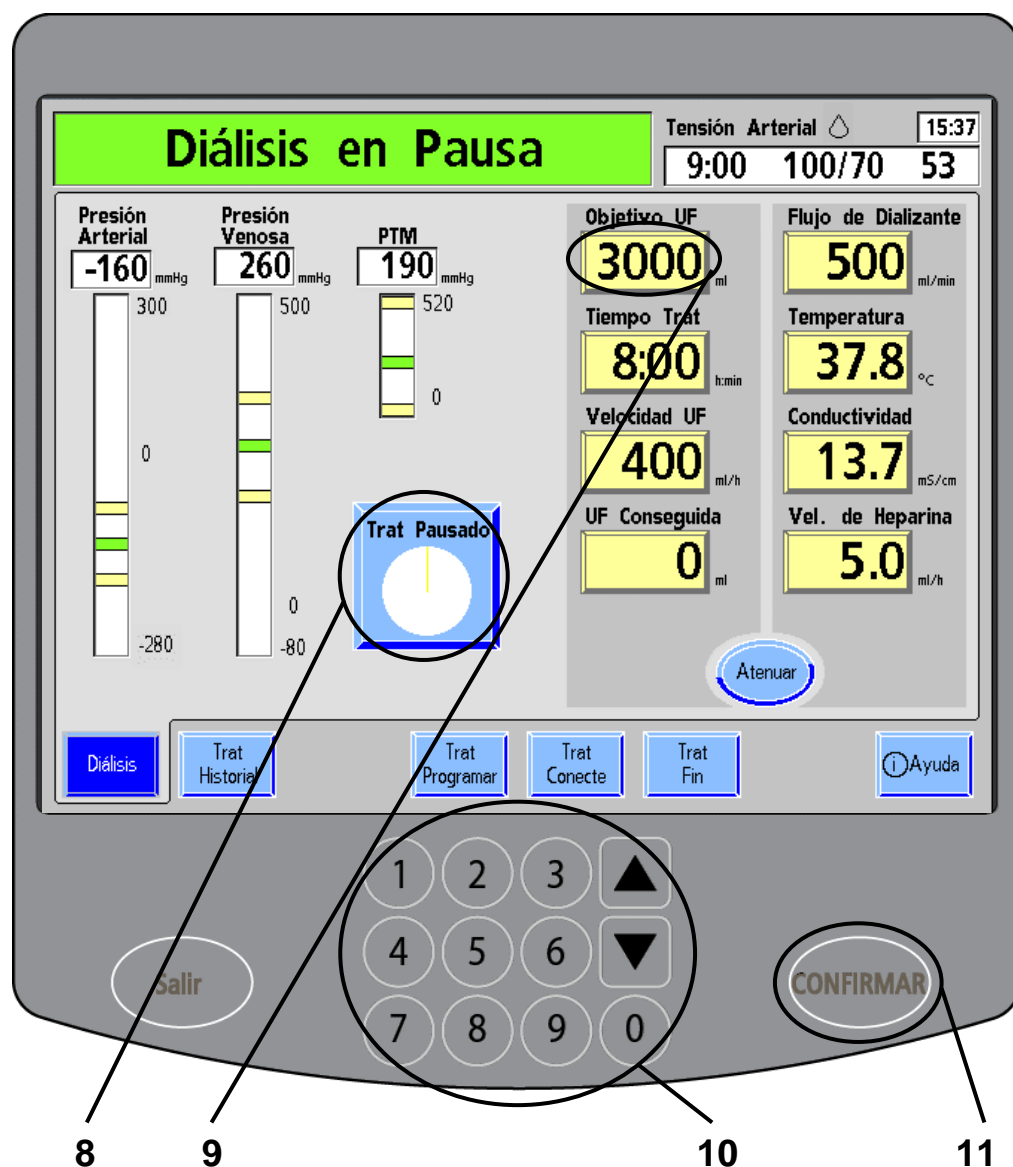 Diálisis en Pausa
Tensión Arterial 15:37
9:00 100/70 53
Presión Arterial
-160 mmHg
300
0
-280
Presión Venosa
260 mmHg
500
0
-80
PTM
190 mmHg
520
0
Trat Pausado
Objetivo UF
3000 ml
Tiempo Trat
8:00 h:min
Velocidad UF
400 ml/h
UF Conseguida
0 ml
Flujo de Dializante
500 ml/min
Temperatura
37.8 °C
Conductividad
13.7 mS/cm
Vel. de Heparina
5.0 ml/h
Atenuar
Diálisis
Trat
Historial
Trat
Programar
Trat
Conecte
Trat
Fin
iAyuda
1 2 3 ▲
4 5 6 ▼
7 8 9 0
Salir
CONFIRMAR
8 9 10 11